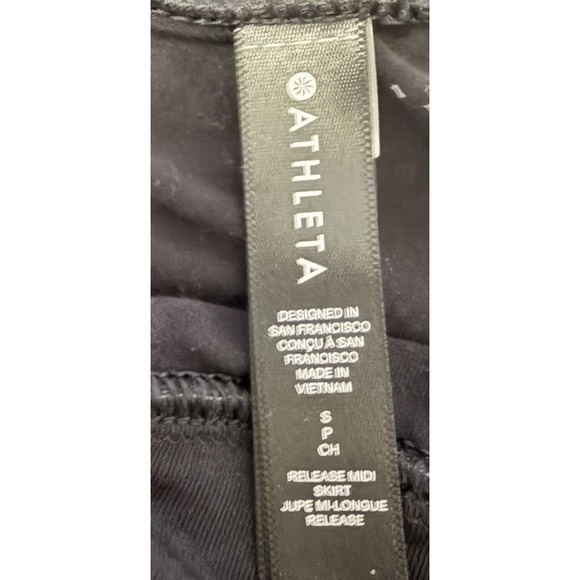 ATHLETA
DESIGNED IN
SAN FRANCISCO
CONÇU À SAN
FRANCISCO
MADE IN
VIETNAM
S
P
CH
RELEASE MIDI
SKIRT
JUPE MI-LONGUE
RELEASE